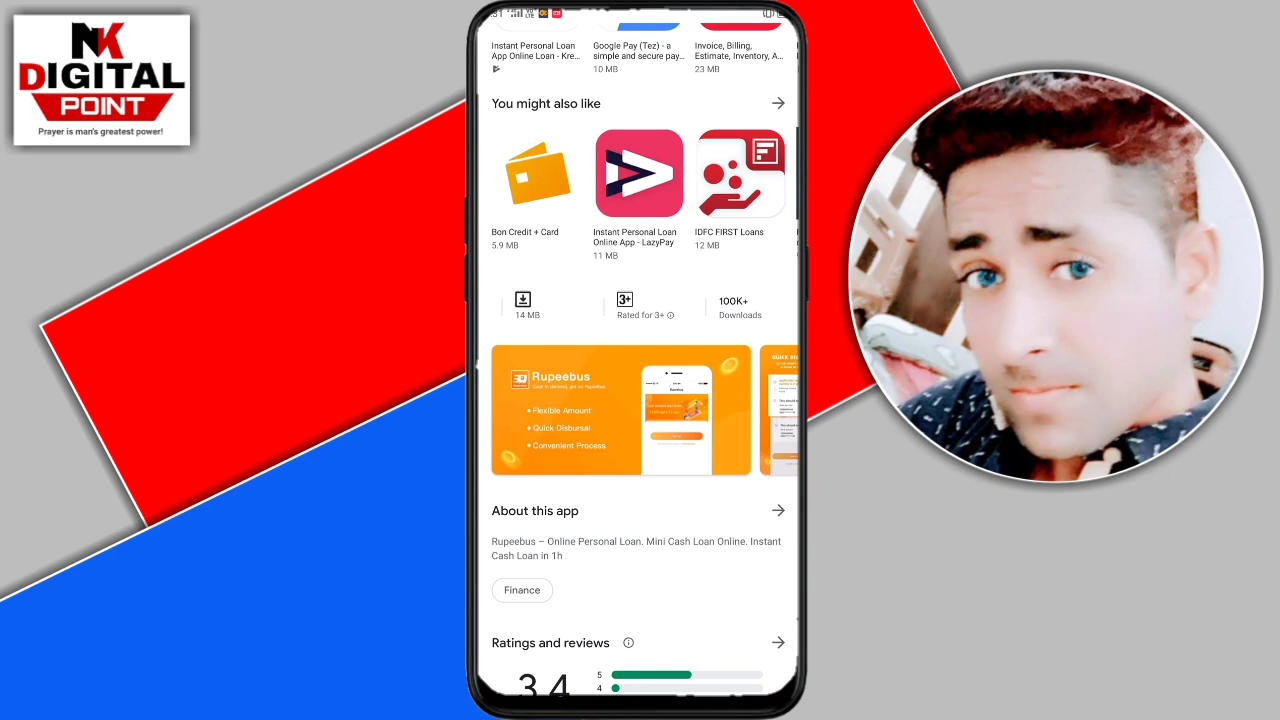 NK
DIGITAL
POINT
Prayer is man's greatest power!
Instant Personal Loan
App Online Loan - Kre...
Google Pay (Tez) - a
simple and secure pay...
10 MB
Invoice, Billing,
Estimate, Inventory, A...
23 MB
You might also like
Bon Credit + Card
5.9 MB
Instant Personal Loan
Online App - LazyPay
11 MB
IDFC FIRST Loans
12 MB
14 MB
3+
Rated for 3+
100K+
Downloads
Rupeebus
• Flexible Amount
• Quick Disbursal
• Convenient Process
About this app
Rupeebus – Online Personal Loan. Mini Cash Loan Online. Instant
Cash Loan in 1h
Finance
Ratings and reviews
3.4
5
4